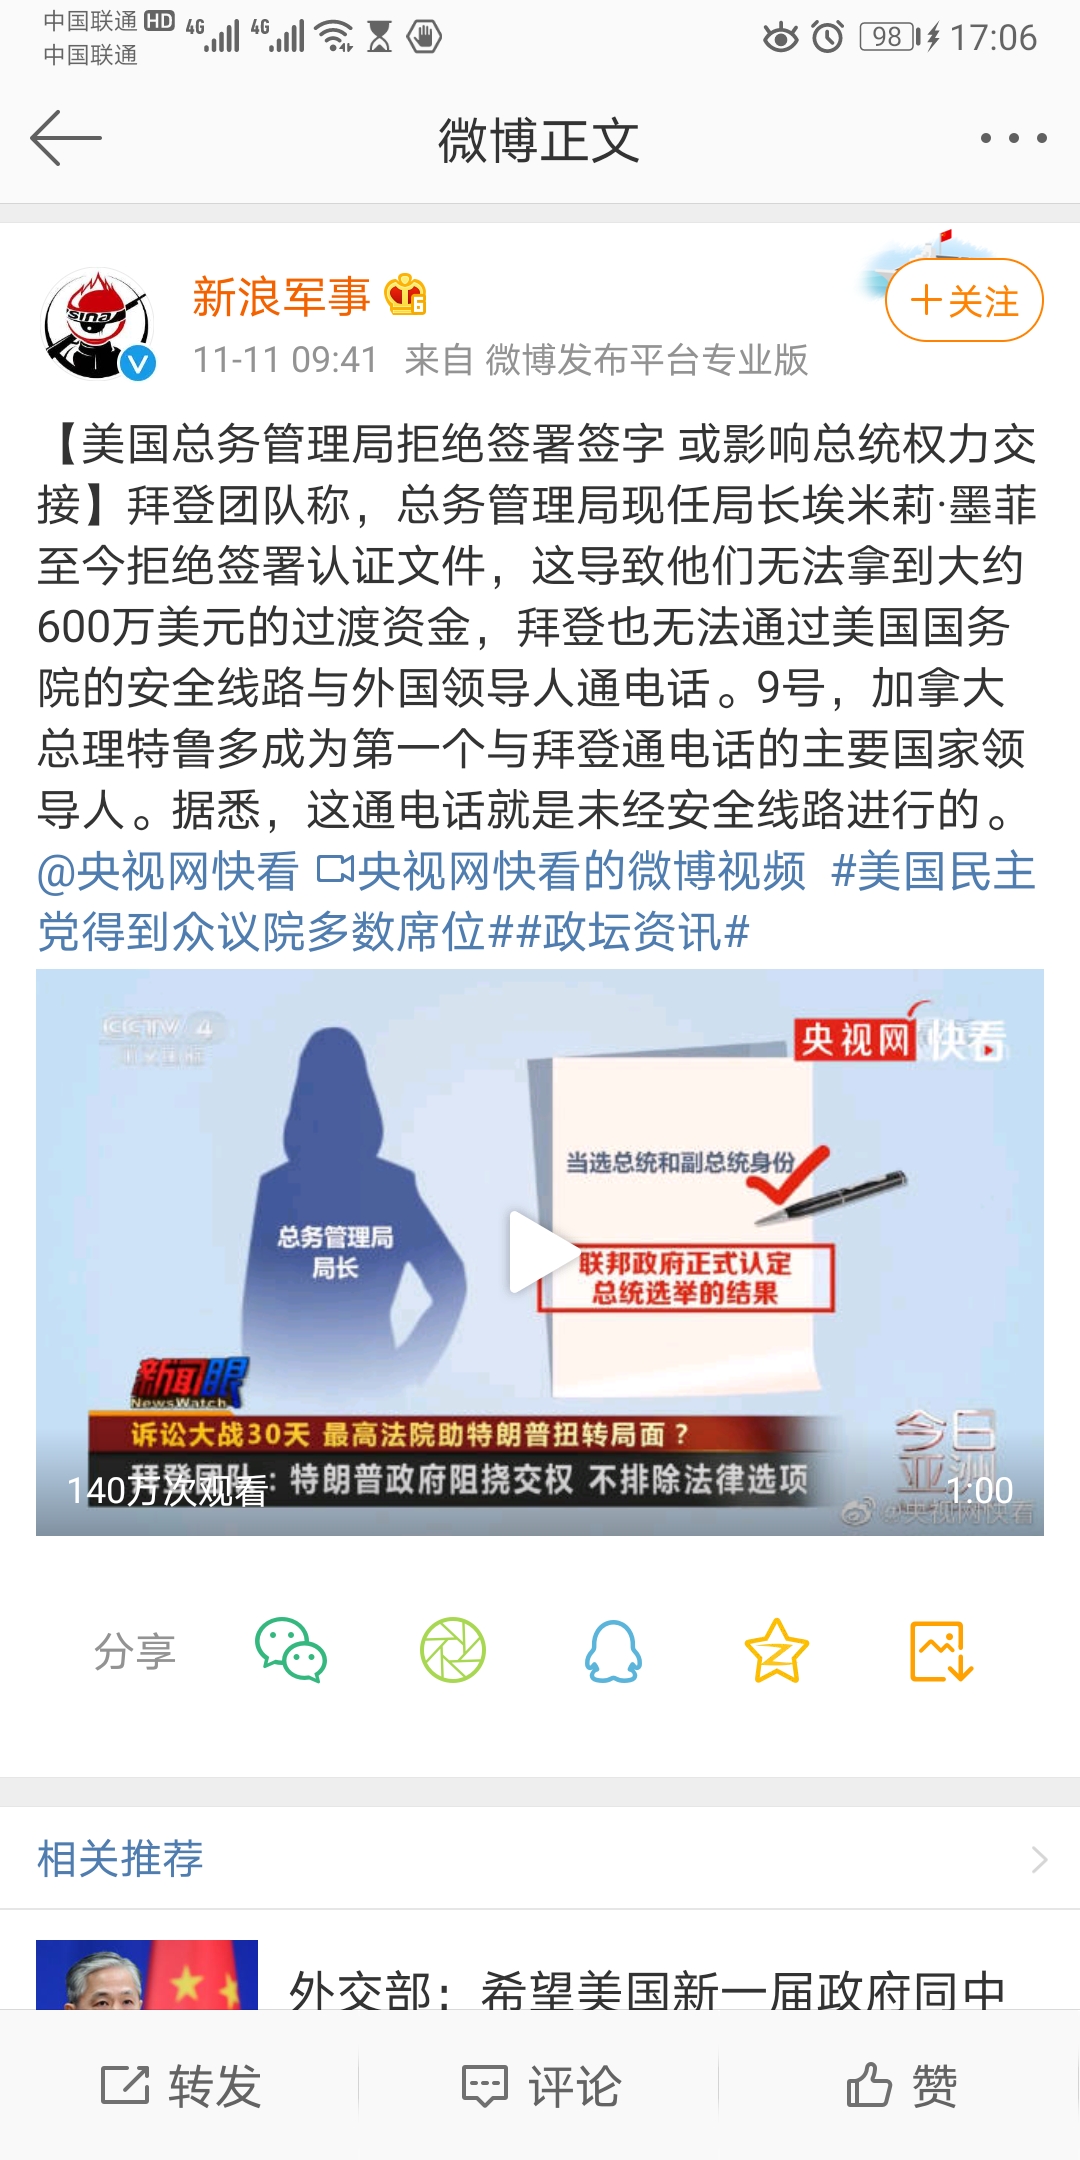 中国联通 HD 4G 4G 98 17:06
中国联通
微博正文
新浪军事
+关注
11-11 09:41 来自 微博发布平台专业版
【美国总务管理局拒绝签署签字 或影响总统权力交
接】拜登团队称，总务管理局现任局长埃米莉·墨菲
至今拒绝签署认证文件，这导致他们无法拿到大约
600万美元的过渡资金，拜登也无法通过美国国务
院的安全线路与外国领导人通电话。9号，加拿大
总理特鲁多成为第一个与拜登通电话的主要国家领
导人。据悉，这通电话就是未经安全线路进行的。
@央视网快看 央视网快看的微博视频 #美国民主
党得到众议院多数席位##政坛资讯#
CCTV 4
中文国际
央视网 快看
当选总统和副总统身份
总务管理局
局长
联邦政府正式认定
总统选举的结果
新闻眼
NewsWatch
诉讼大战30天 最高法院助特朗普扭转局面？
拜登团队：特朗普政府阻挠交权 不排除法律选项
今日
亚洲
140万次观看
1:00
@央视网快看
分享
相关推荐
外交部：希望美国新一届政府同中
转发 评论 赞